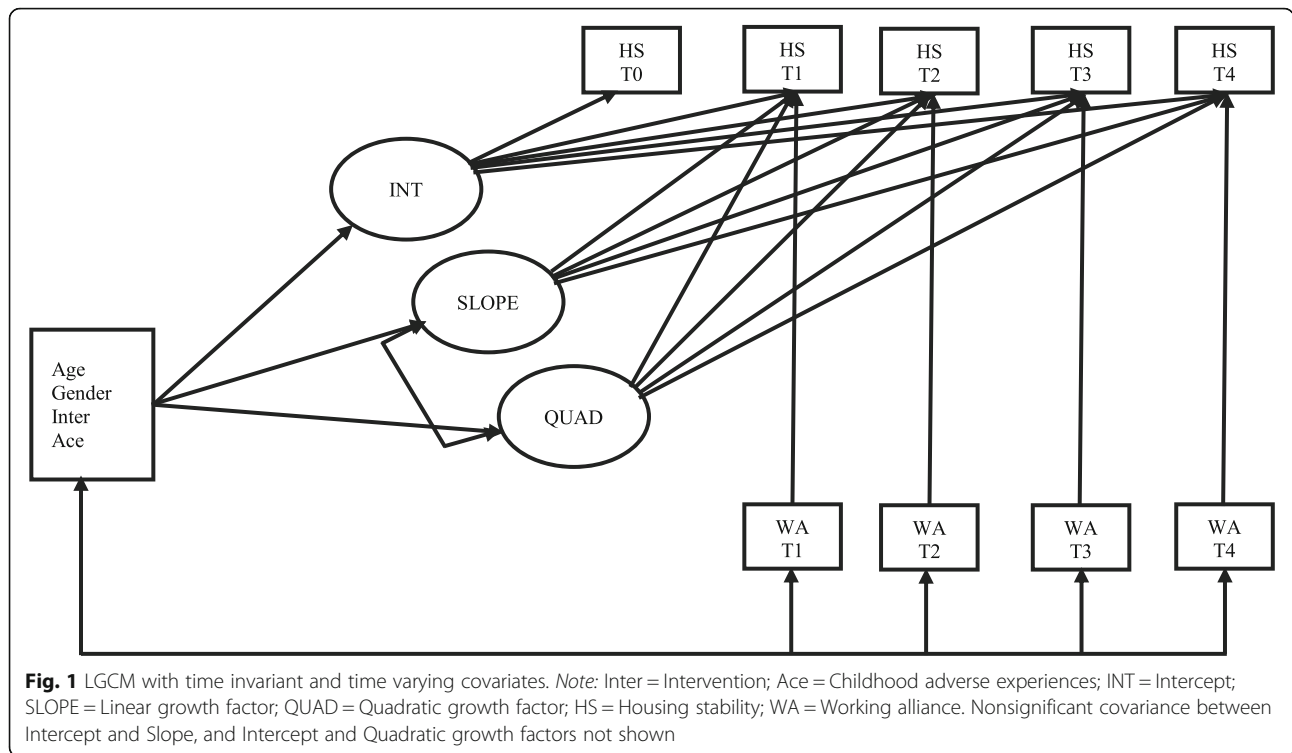 HS
T0
HS
T1
HS
T2
HS
T3
HS
T4
INT
SLOPE
QUAD
Age
Gender
Inter
Ace
WA
T1
WA
T2
WA
T3
WA
T4
Fig. 1 LGCM with time invariant and time varying covariates. Note: Inter = Intervention; Ace = Childhood adverse experiences; INT = Intercept;
SLOPE = Linear growth factor; QUAD = Quadratic growth factor; HS = Housing stability; WA = Working alliance. Nonsignificant covariance between
Intercept and Slope, and Intercept and Quadratic growth factors not shown